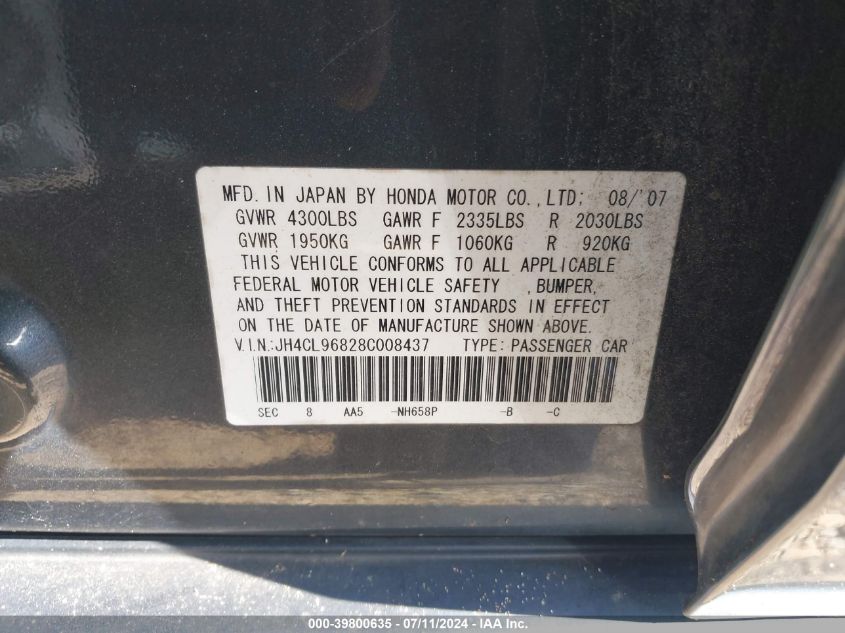 MFD. IN JAPAN BY HONDA MOTOR CO.,LTD; 08/'07
GVWR 4300LBS GAWR F 2335LBS R 2030LBS
GVWR 1950KG GAWR F 1060KG R 920KG
THIS VEHICLE CONFORMS TO ALL APPLICABLE
FEDERAL MOTOR VEHICLE SAFETY ,BUMPER,
AND THEFT PREVENTION STANDARDS IN EFFECT
ON THE DATE OF MANUFACTURE SHOWN ABOVE.
V.I.N.:JH4CL96828C008437 TYPE: PASSENGER CAR
SEC 8 AA5 -NH658P -B -C
000-39800635 - 07/11/2024 - IAA, Inc.